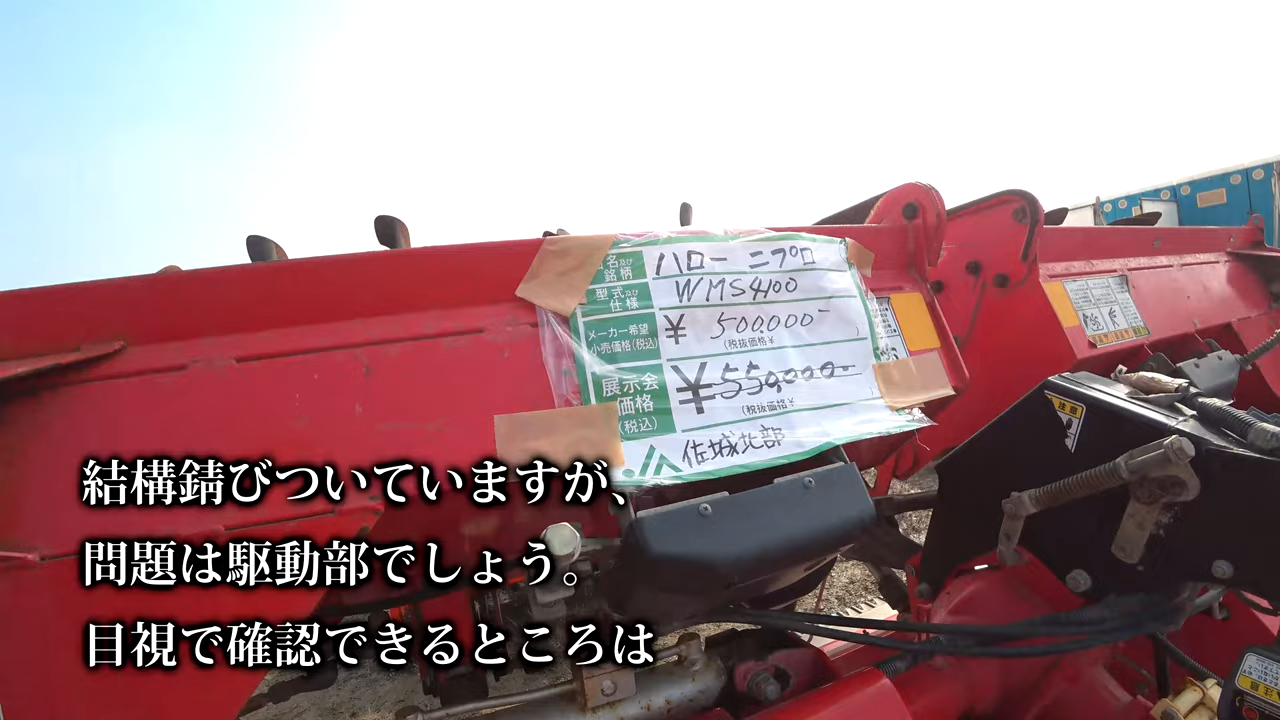 名及び
銘柄
ハロー ニプロ
型式及び
仕様
WMS4100
メーカー希望
小売価格(税込)
¥ 500,000-
(税抜価格¥ )
展示会
価格
(税込)
¥550,000-
(税抜価格¥ )
佐城北部
注意
結構錆びついていますが、
問題は駆動部でしょう。
目視で確認できるところは
注意